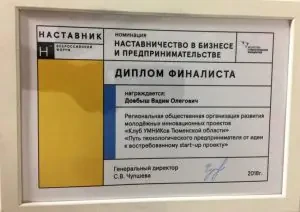 НАСТАВНИК
ВСЕРОССИЙСКИЙ ФОРУМ
НОМИНАЦИЯ
НАСТАВНИЧЕСТВО В БИЗНЕСЕ
И ПРЕДПРИНИМАТЕЛЬСТВЕ
ДИПЛОМ ФИНАЛИСТА
награждается:
Довбыш Вадим Олегович
Региональная общественная организация развития
молодёжных инновационных проектов
«Клуб УМНИКов Тюменской области»
«Путь технологического предпринимателя от идеи
к востребованному start-up проекту»
Генеральный директор
С.В. Чупшева
2018г.